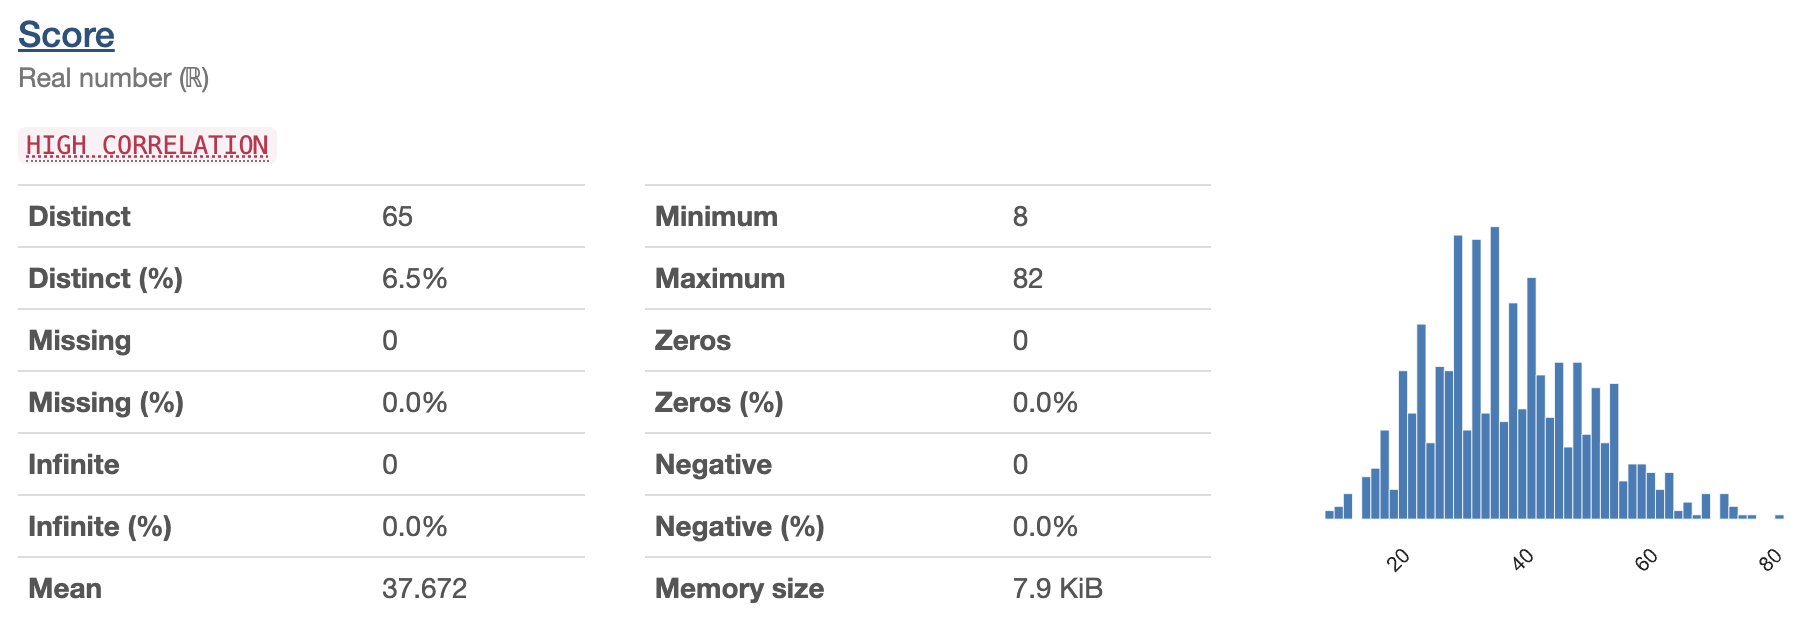 Score
Real number (ℝ)
HIGH CORRELATION
Distinct 65
Distinct (%) 6.5%
Missing 0
Missing (%) 0.0%
Infinite 0
Infinite (%) 0.0%
Mean 37.672
Minimum 8
Maximum 82
Zeros 0
Zeros (%) 0.0%
Negative 0
Negative (%) 0.0%
Memory size 7.9 KiB
20 40 60 80